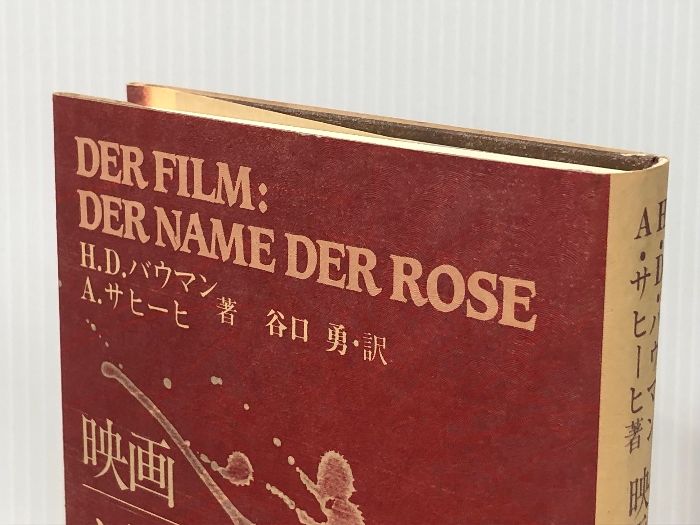 DER FILM:
DER NAME DER ROSE
H.D.バウマン
A.サヒーヒ 著 谷口 勇・訳
映画
H・D・バウマン
A・サヒーヒ著
映